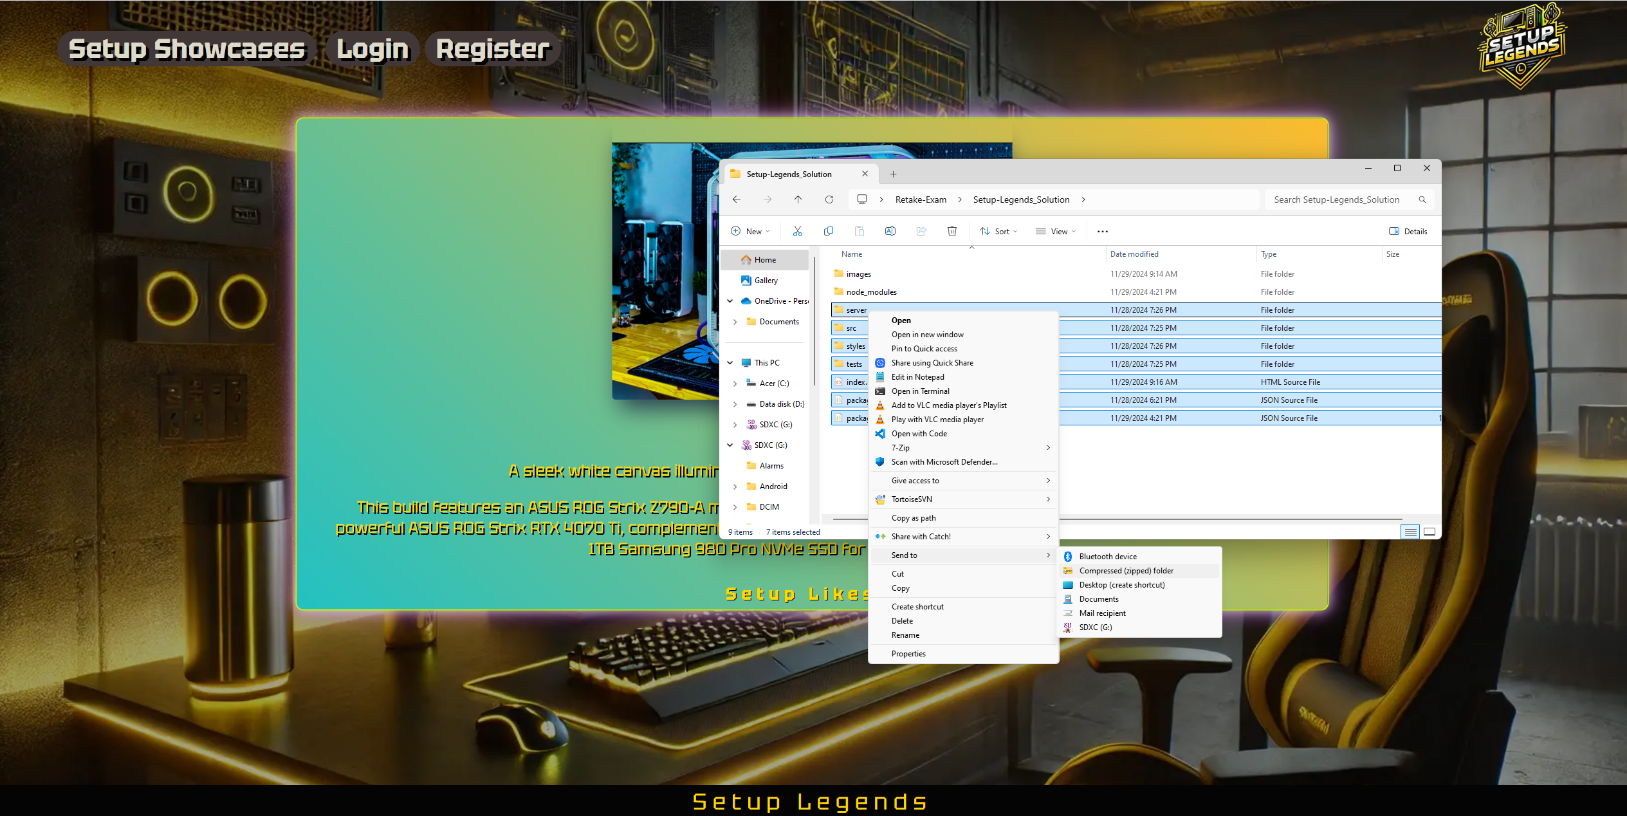 Setup Showcases
Login
Register
SETUP
LEGENDS
A sleek white canvas illumin
This build features an ASUS ROG Strix Z790-A m
powerful ASUS ROG Strix RTX 4070 Ti, complemen
1TB Samsung 980 Pro NVMe SSD for
Setup Likes
Setup-Legends_Solution
Retake-Exam > Setup-Legends_Solution >
Search Setup-Legends_Solution
New
Sort
View
Details
Home
Gallery
OneDrive - Perso
Documents
This PC
Acer (C:)
Data disk (D:)
SDXC (G:)
SDXC (G:)
Alarms
Android
DCIM
Name Date modified Type Size
images 11/29/2024 9:14 AM File folder
node_modules 11/29/2024 4:21 PM File folder
server 11/28/2024 7:26 PM File folder
src 11/28/2024 7:25 PM File folder
styles 11/28/2024 7:26 PM File folder
tests 11/28/2024 7:25 PM File folder
index. 11/29/2024 9:16 AM HTML Source File
packa 11/28/2024 6:21 PM JSON Source File
packa 11/29/2024 4:21 PM JSON Source File 1
9 items 7 items selected
Open
Open in new window
Pin to Quick access
Share using Quick Share
Edit in Notepad
Open in Terminal
Add to VLC media player's Playlist
Play with VLC media player
Open with Code
7-Zip
Scan with Microsoft Defender...
Give access to
TortoiseSVN
Copy as path
Share with Catch!
Send to
Cut
Copy
Create shortcut
Delete
Rename
Properties
Bluetooth device
Compressed (zipped) folder
Desktop (create shortcut)
Documents
Mail recipient
SDXC (G:)
Setup Legends